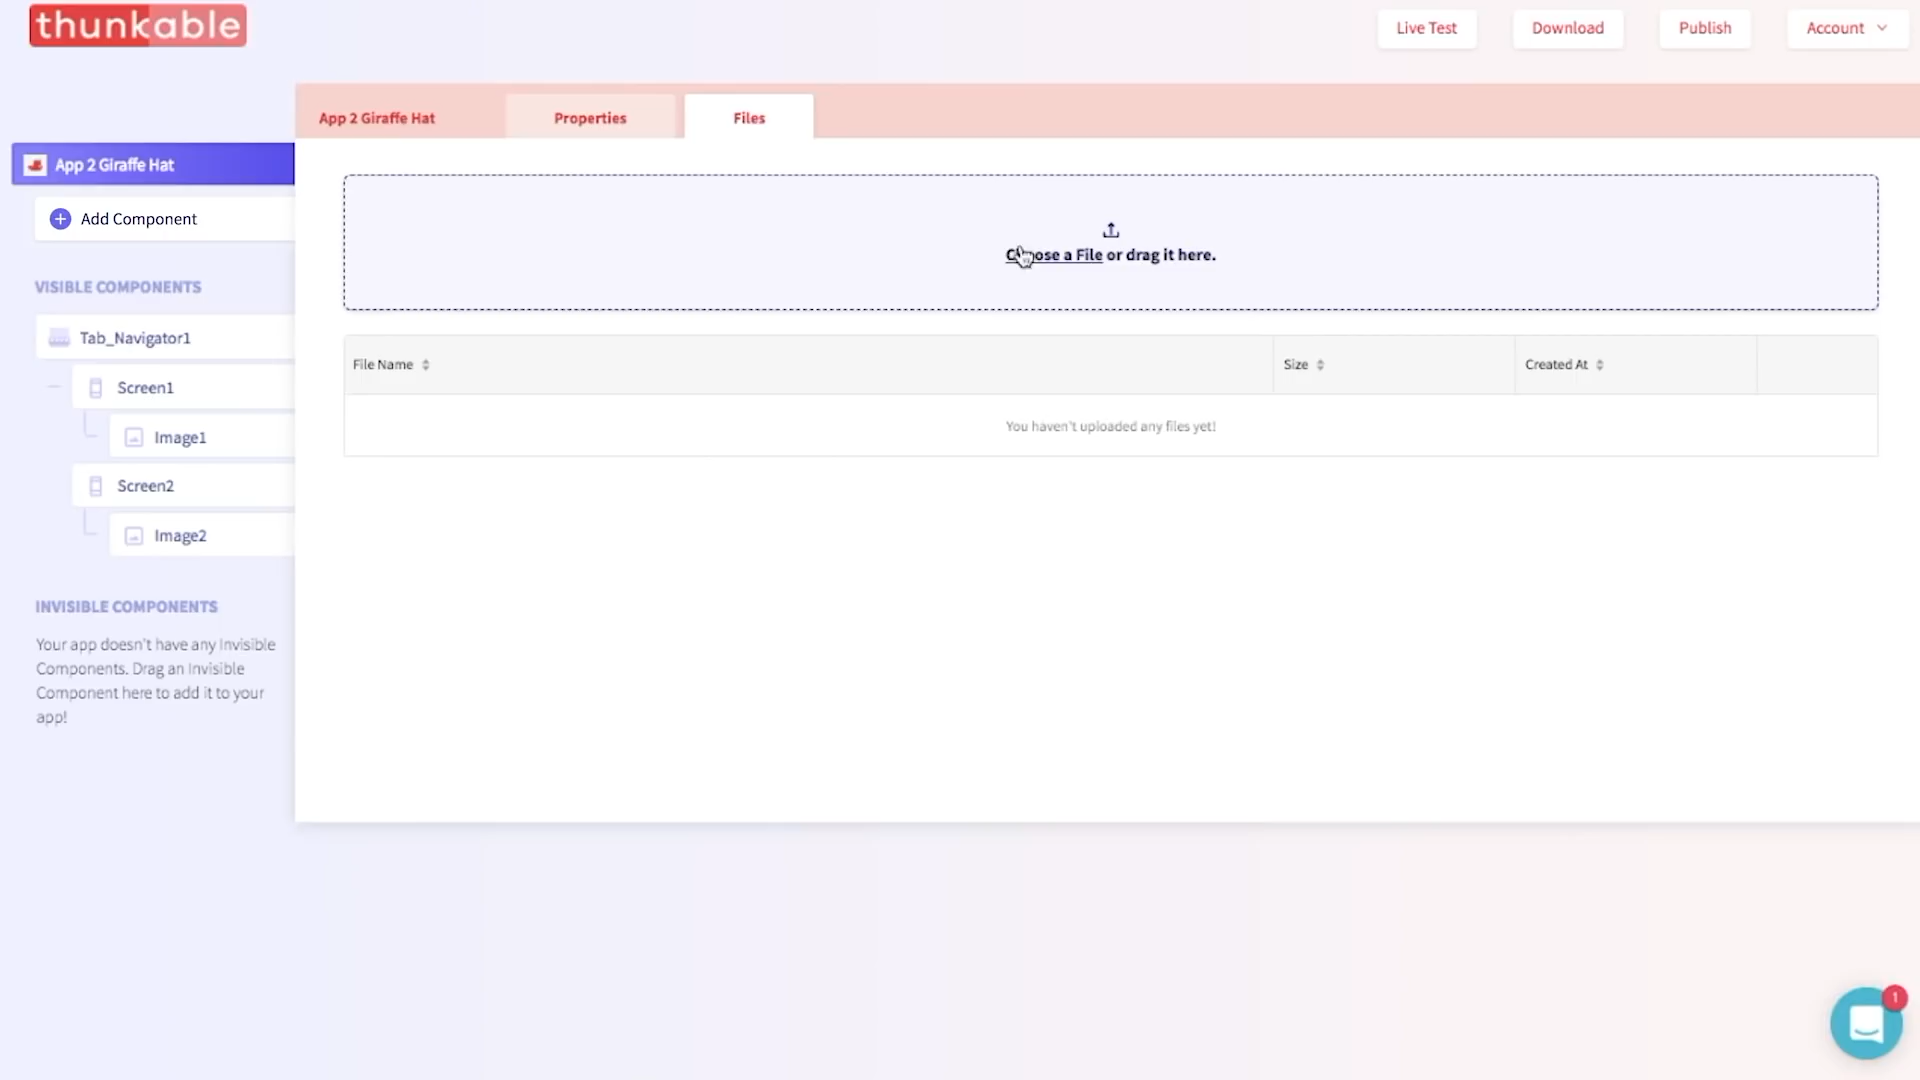 thunkable
Live Test
Download
Publish
Account
App 2 Giraffe Hat
Properties
Files
App 2 Giraffe Hat
Add Component
Choose a File or drag it here.
VISIBLE COMPONENTS
Tab_Navigator1
File Name
Size
Created At
Screen1
You haven't uploaded any files yet!
Image1
Screen2
Image2
INVISIBLE COMPONENTS
Your app doesn't have any Invisible
Components. Drag an Invisible
Component here to add it to your
app!
1